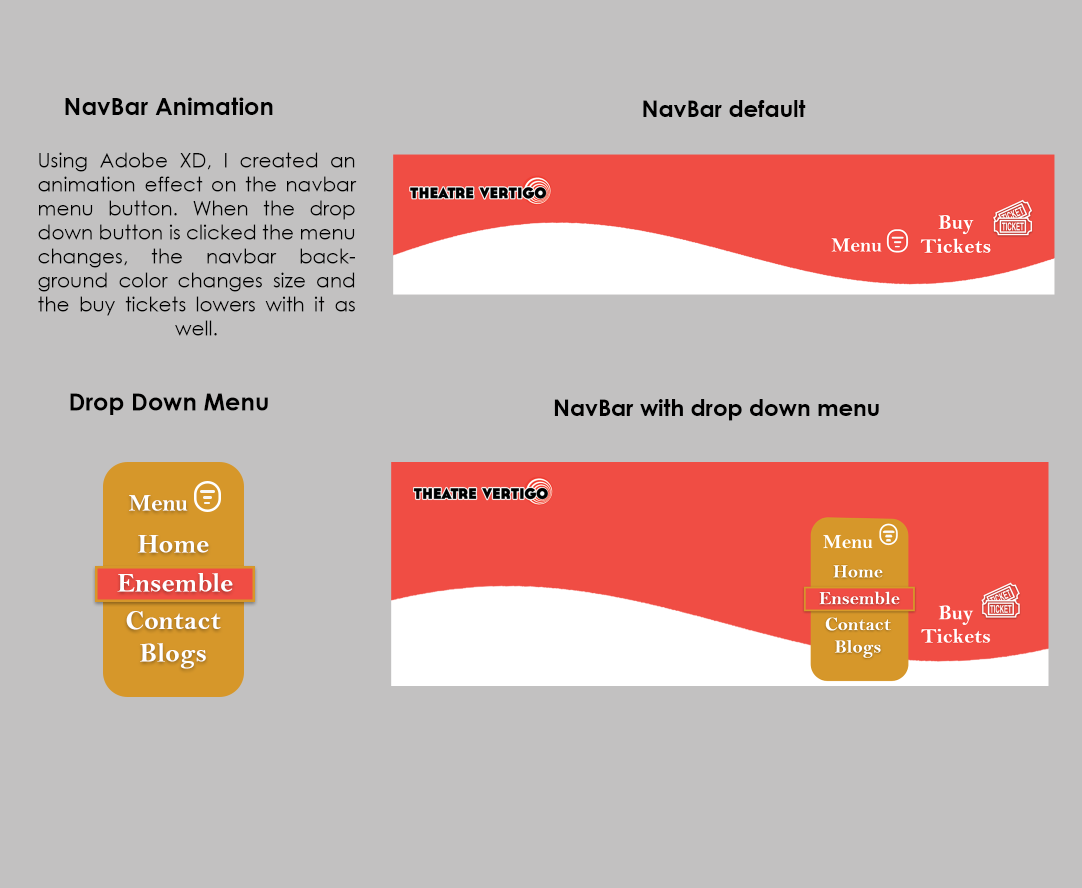 NavBar Animation
Using Adobe XD, I created an
animation effect on the navbar
menu button. When the drop
down button is clicked the menu
changes, the navbar back-
ground color changes size and
the buy tickets lowers with it as
well.
NavBar default
THEATRE VERTIGO
Menu
Buy
Tickets
TICKET
TICKET
Drop Down Menu
Menu
Home
Ensemble
Contact
Blogs
NavBar with drop down menu
THEATRE VERTIGO
Menu
Home
Ensemble
Contact
Blogs
Buy
Tickets
TICKET
TICKET